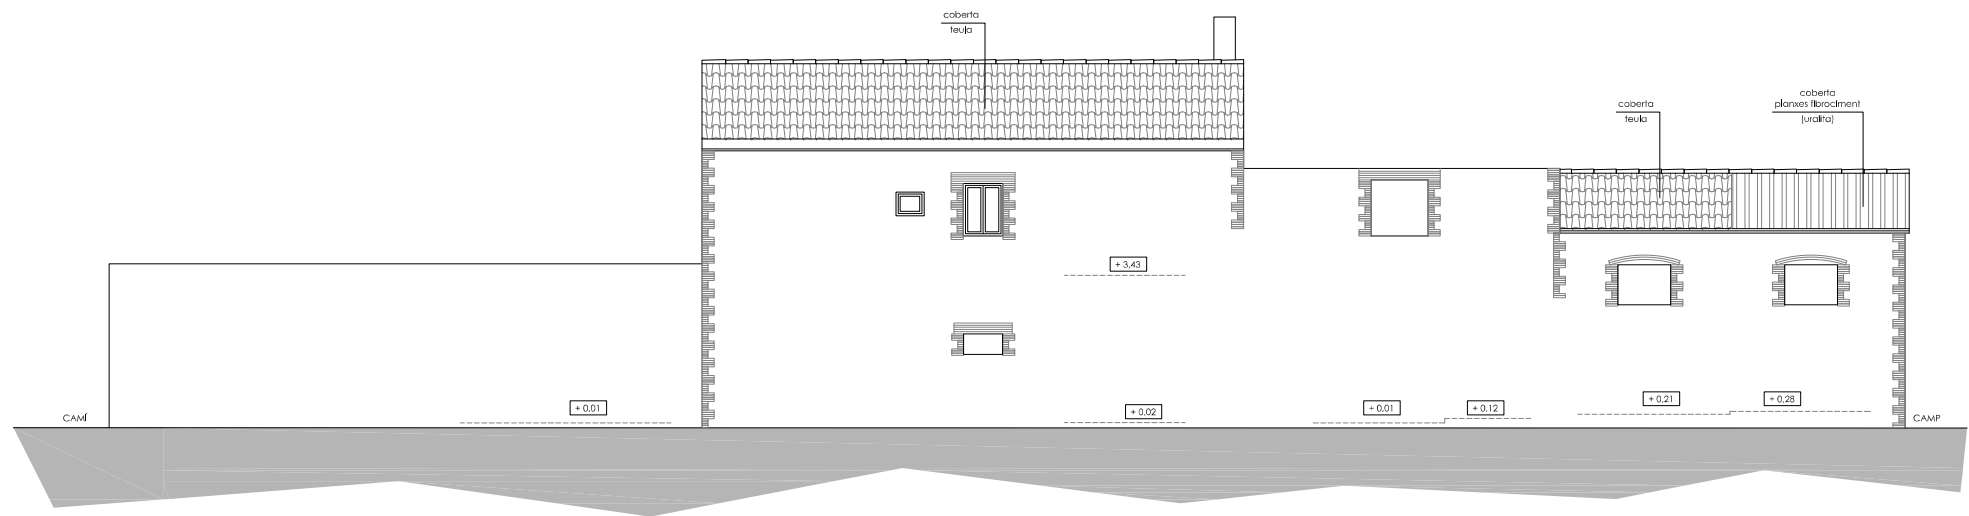 coberta
teula
coberta
planxes fibrociment
(uralita)
coberta
teula
+ 3,43
+ 0,01
+ 0,02
+ 0,01
+ 0,12
+ 0,21
+ 0,28
CAMÍ
CAMP